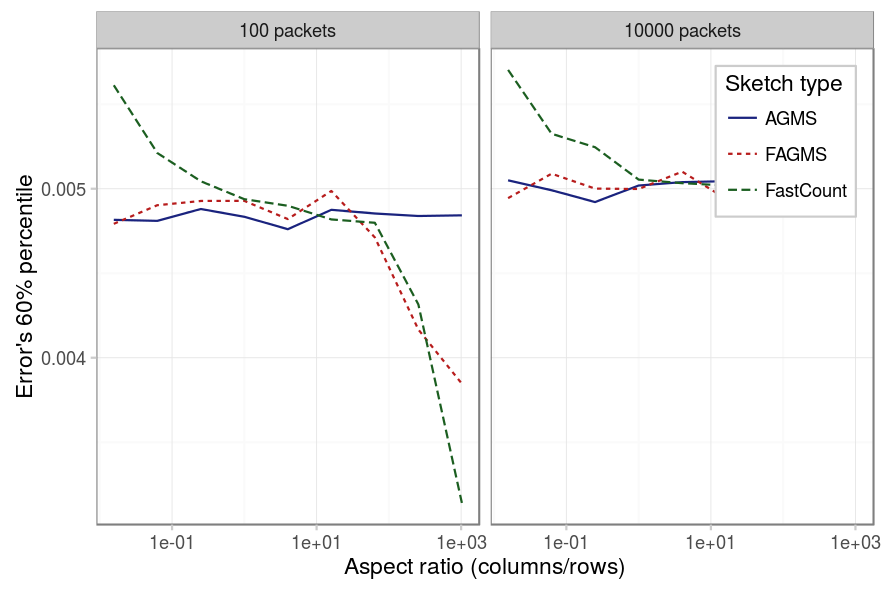 100 packets
10000 packets
Sketch type
AGMS
FAGMS
FastCount
Error's 60% percentile
0.005
0.004
1e-01
1e+01
1e+03
1e-01
1e+01
1e+03
Aspect ratio (columns/rows)